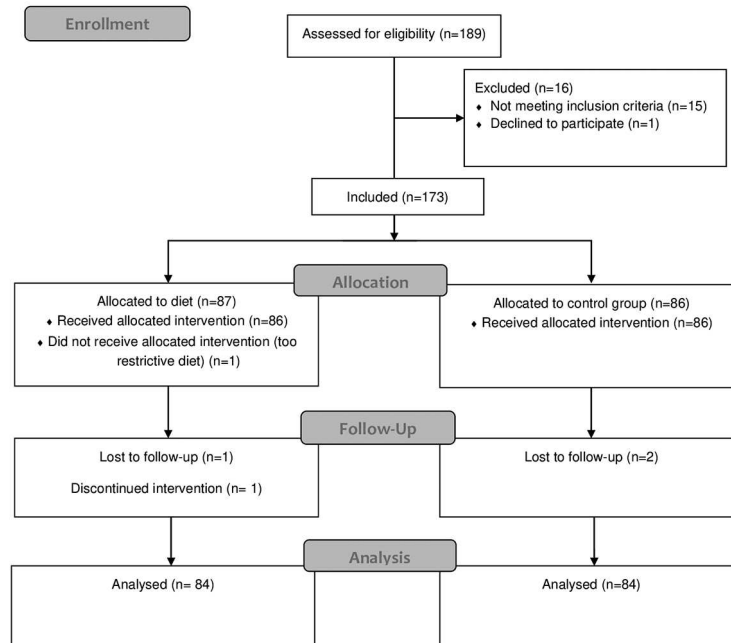 Enrollment
Assessed for eligibility (n=189)
Excluded (n=16)
♦ Not meeting inclusion criteria (n=15)
♦ Declined to participate (n=1)
Included (n=173)
Allocation
Allocated to diet (n=87)
♦ Received allocated intervention (n=86)
♦ Did not receive allocated intervention (too
restrictive diet) (n=1)
Allocated to control group (n=86)
♦ Received allocated intervention (n=86)
Follow-Up
Lost to follow-up (n=1)
Discontinued intervention (n= 1)
Lost to follow-up (n=2)
Analysis
Analysed (n= 84)
Analysed (n=84)